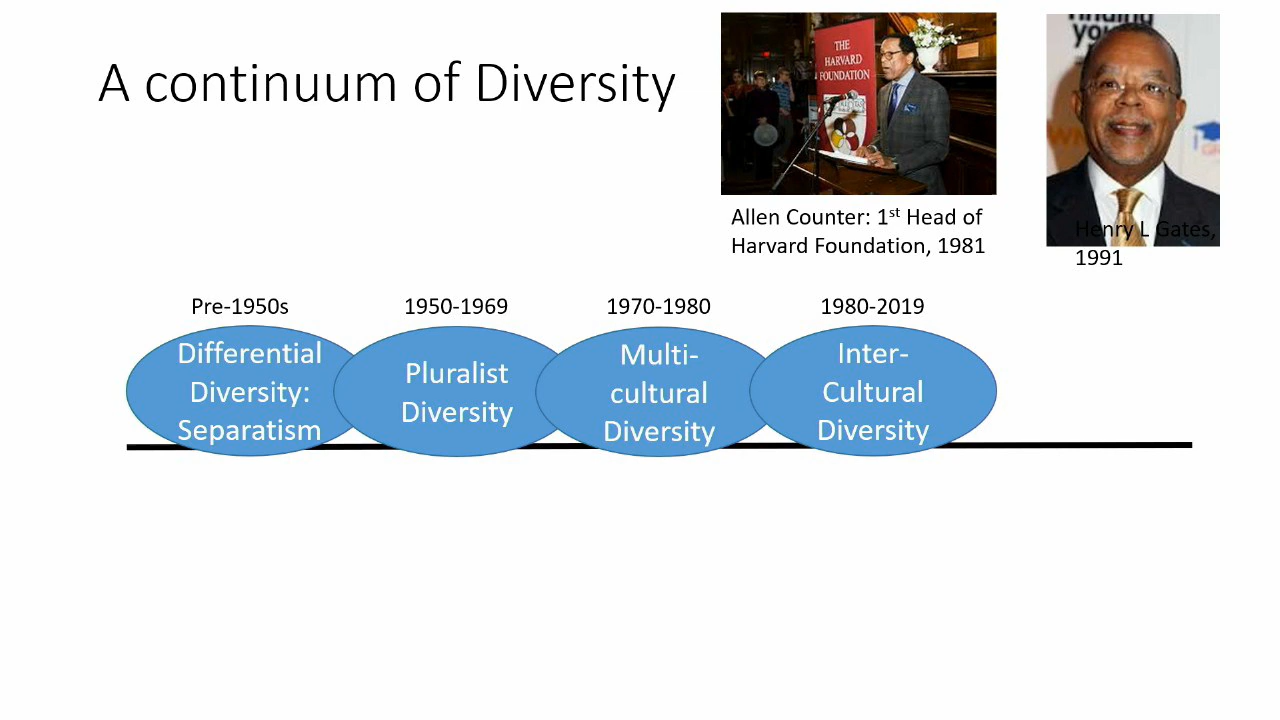 A continuum of Diversity
THE
HARVARD
FOUNDATION
Allen Counter: 1st Head of
Harvard Foundation, 1981
Henry L Gates,
1991
Pre-1950s
1950-1969
1970-1980
1980-2019
Differential
Diversity:
Separatism
Pluralist
Diversity
Multi-
cultural
Diversity
Inter-
Cultural
Diversity